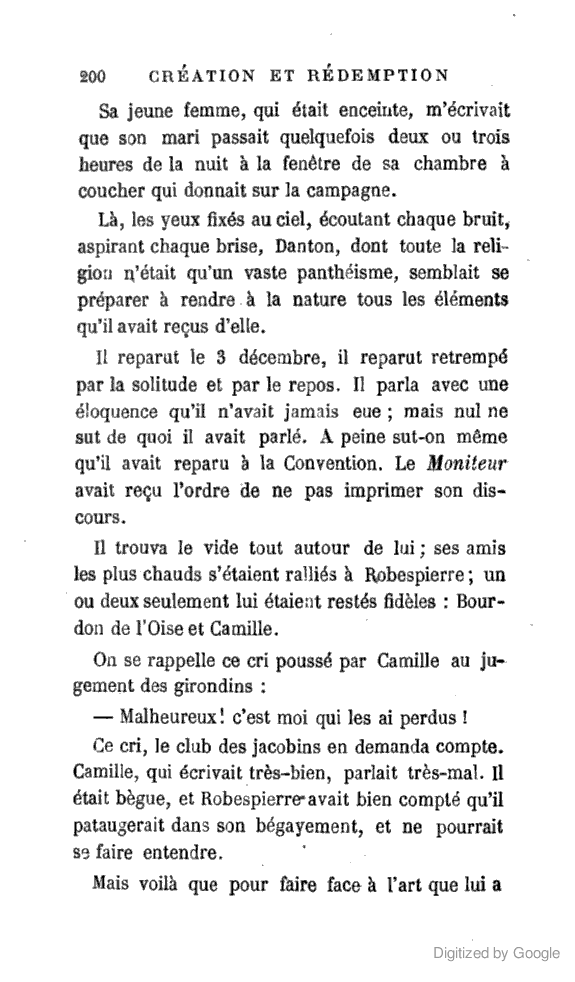 200 CRÉATION ET RÉDEMPTION
Sa jeune femme, qui était enceinte, m'écrivait
que son mari passait quelquefois deux ou trois
heures de la nuit à la fenêtre de sa chambre à
coucher qui donnait sur la campagne.
Là, les yeux fixés au ciel, écoutant chaque bruit,
aspirant chaque brise, Danton, dont toute la reli-
gion n'était qu'un vaste panthéisme, semblait se
préparer à rendre à la nature tous les éléments
qu'il avait reçus d'elle.
Il reparut le 3 décembre, il reparut retrempé
par la solitude et par le repos. Il parla avec une
éloquence qu'il n'avait jamais eue ; mais nul ne
sut de quoi il avait parlé. A peine sut-on même
qu'il avait reparu à la Convention. Le Moniteur
avait reçu l'ordre de ne pas imprimer son dis-
cours.
Il trouva le vide tout autour de lui ; ses amis
les plus chauds s'étaient ralliés à Robespierre ; un
ou deux seulement lui étaient restés fidèles : Bour-
don de l'Oise et Camille.
On se rappelle ce cri poussé par Camille au ju-
gement des girondins :
— Malheureux ! c'est moi qui les ai perdus !
Ce cri, le club des jacobins en demanda compte.
Camille, qui écrivait très-bien, parlait très-mal. Il
était bègue, et Robespierre avait bien compté qu'il
pataugerait dans son bégayement, et ne pourrait
se faire entendre.
Mais voilà que pour faire face à l'art que lui a
Digitized by Google